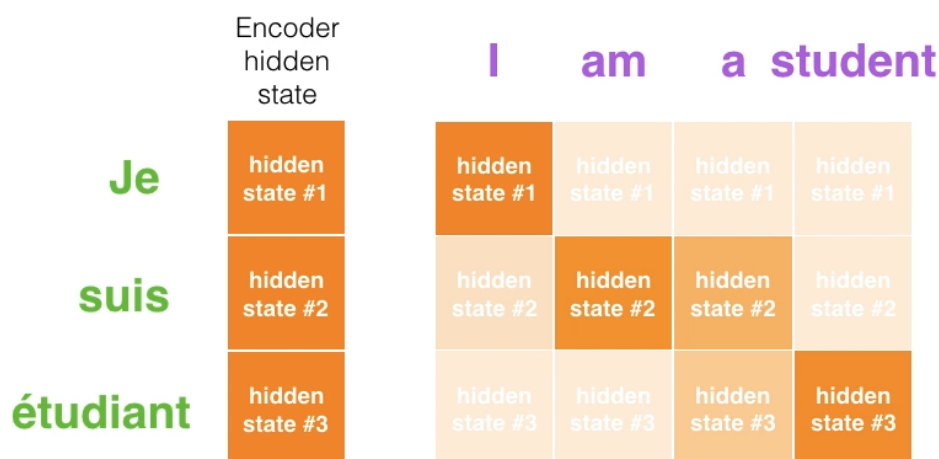 Encoder
hidden
state
I am a student
Je
hidden
state #1
hidden
state #1
hidden
state #1
hidden
state #1
hidden
state #1
suis
hidden
state #2
hidden
state #2
hidden
state #2
hidden
state #2
hidden
state #2
étudiant
hidden
state #3
hidden
state #3
hidden
state #3
hidden
state #3
hidden
state #3